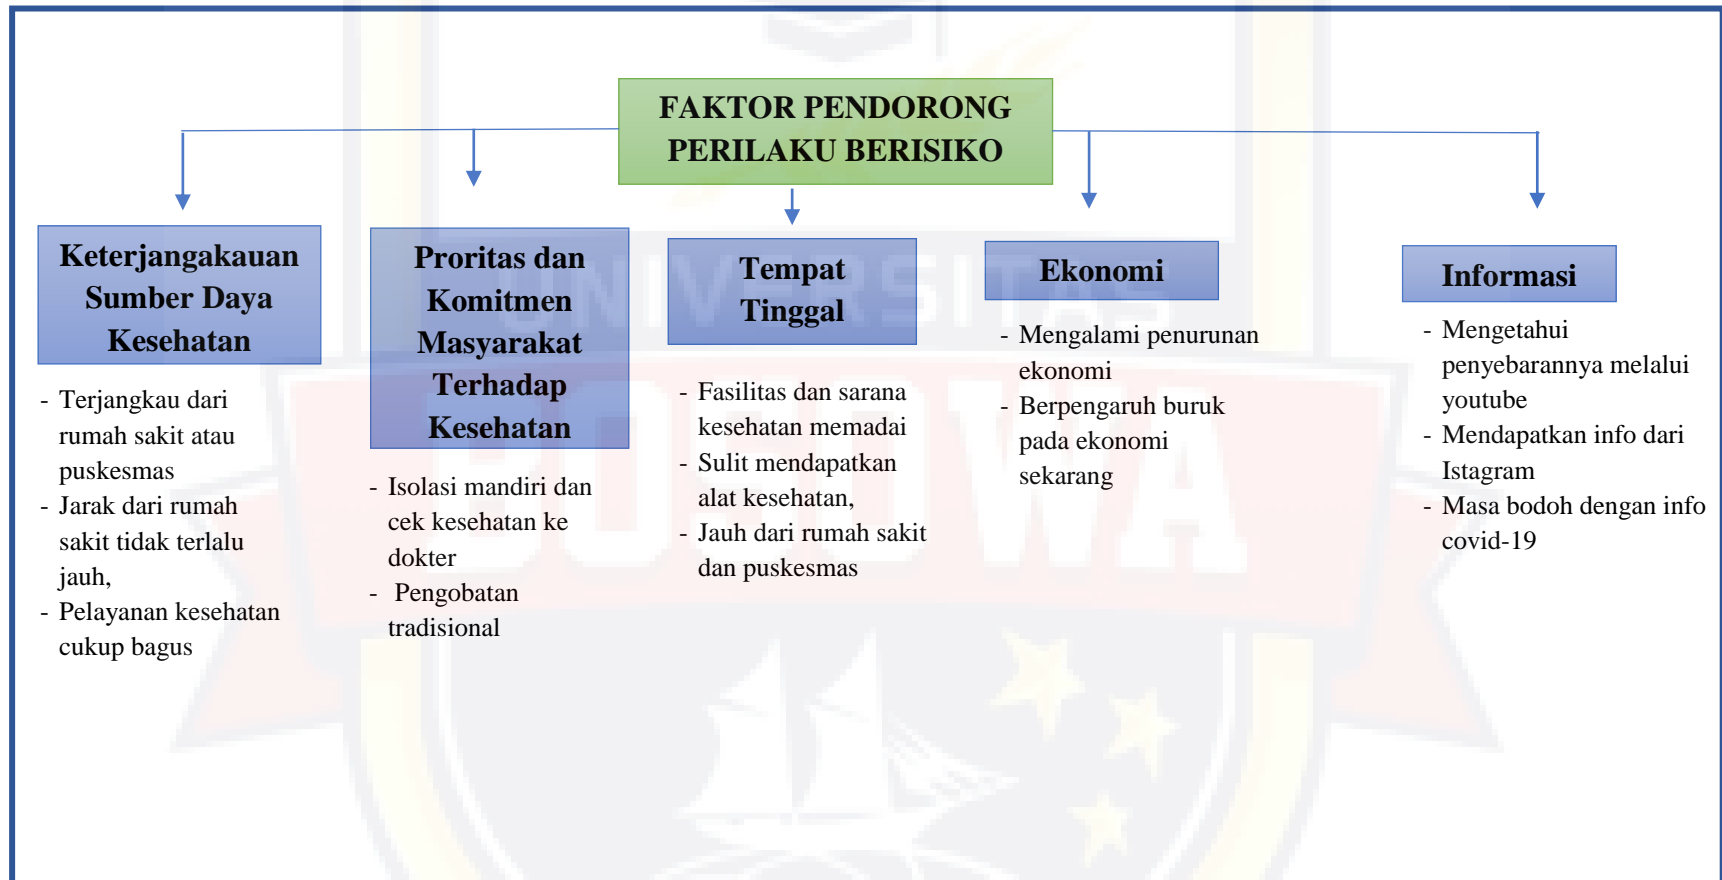 FAKTOR PENDORONG
PERILAKU BERISIKO
Keterjangakauan
Sumber Daya
Kesehatan
- Terjangkau dari
rumah sakit atau
puskesmas
- Jarak dari rumah
sakit tidak terlalu
jauh,
- Pelayanan kesehatan
cukup bagus
Proritas dan
Komitmen
Masyarakat
Terhadap
Kesehatan
- Isolasi mandiri dan
cek kesehatan ke
dokter
- Pengobatan
tradisional
Tempat
Tinggal
- Fasilitas dan sarana
kesehatan memadai
- Sulit mendapatkan
alat kesehatan,
- Jauh dari rumah sakit
dan puskesmas
Ekonomi
- Mengalami penurunan
ekonomi
- Berpengaruh buruk
pada ekonomi
sekarang
Informasi
- Mengetahui
penyebarannya melalui
youtube
- Mendapatkan info dari
Istagram
- Masa bodoh dengan info
covid-19
UNIVERSITAS
BOSOWA